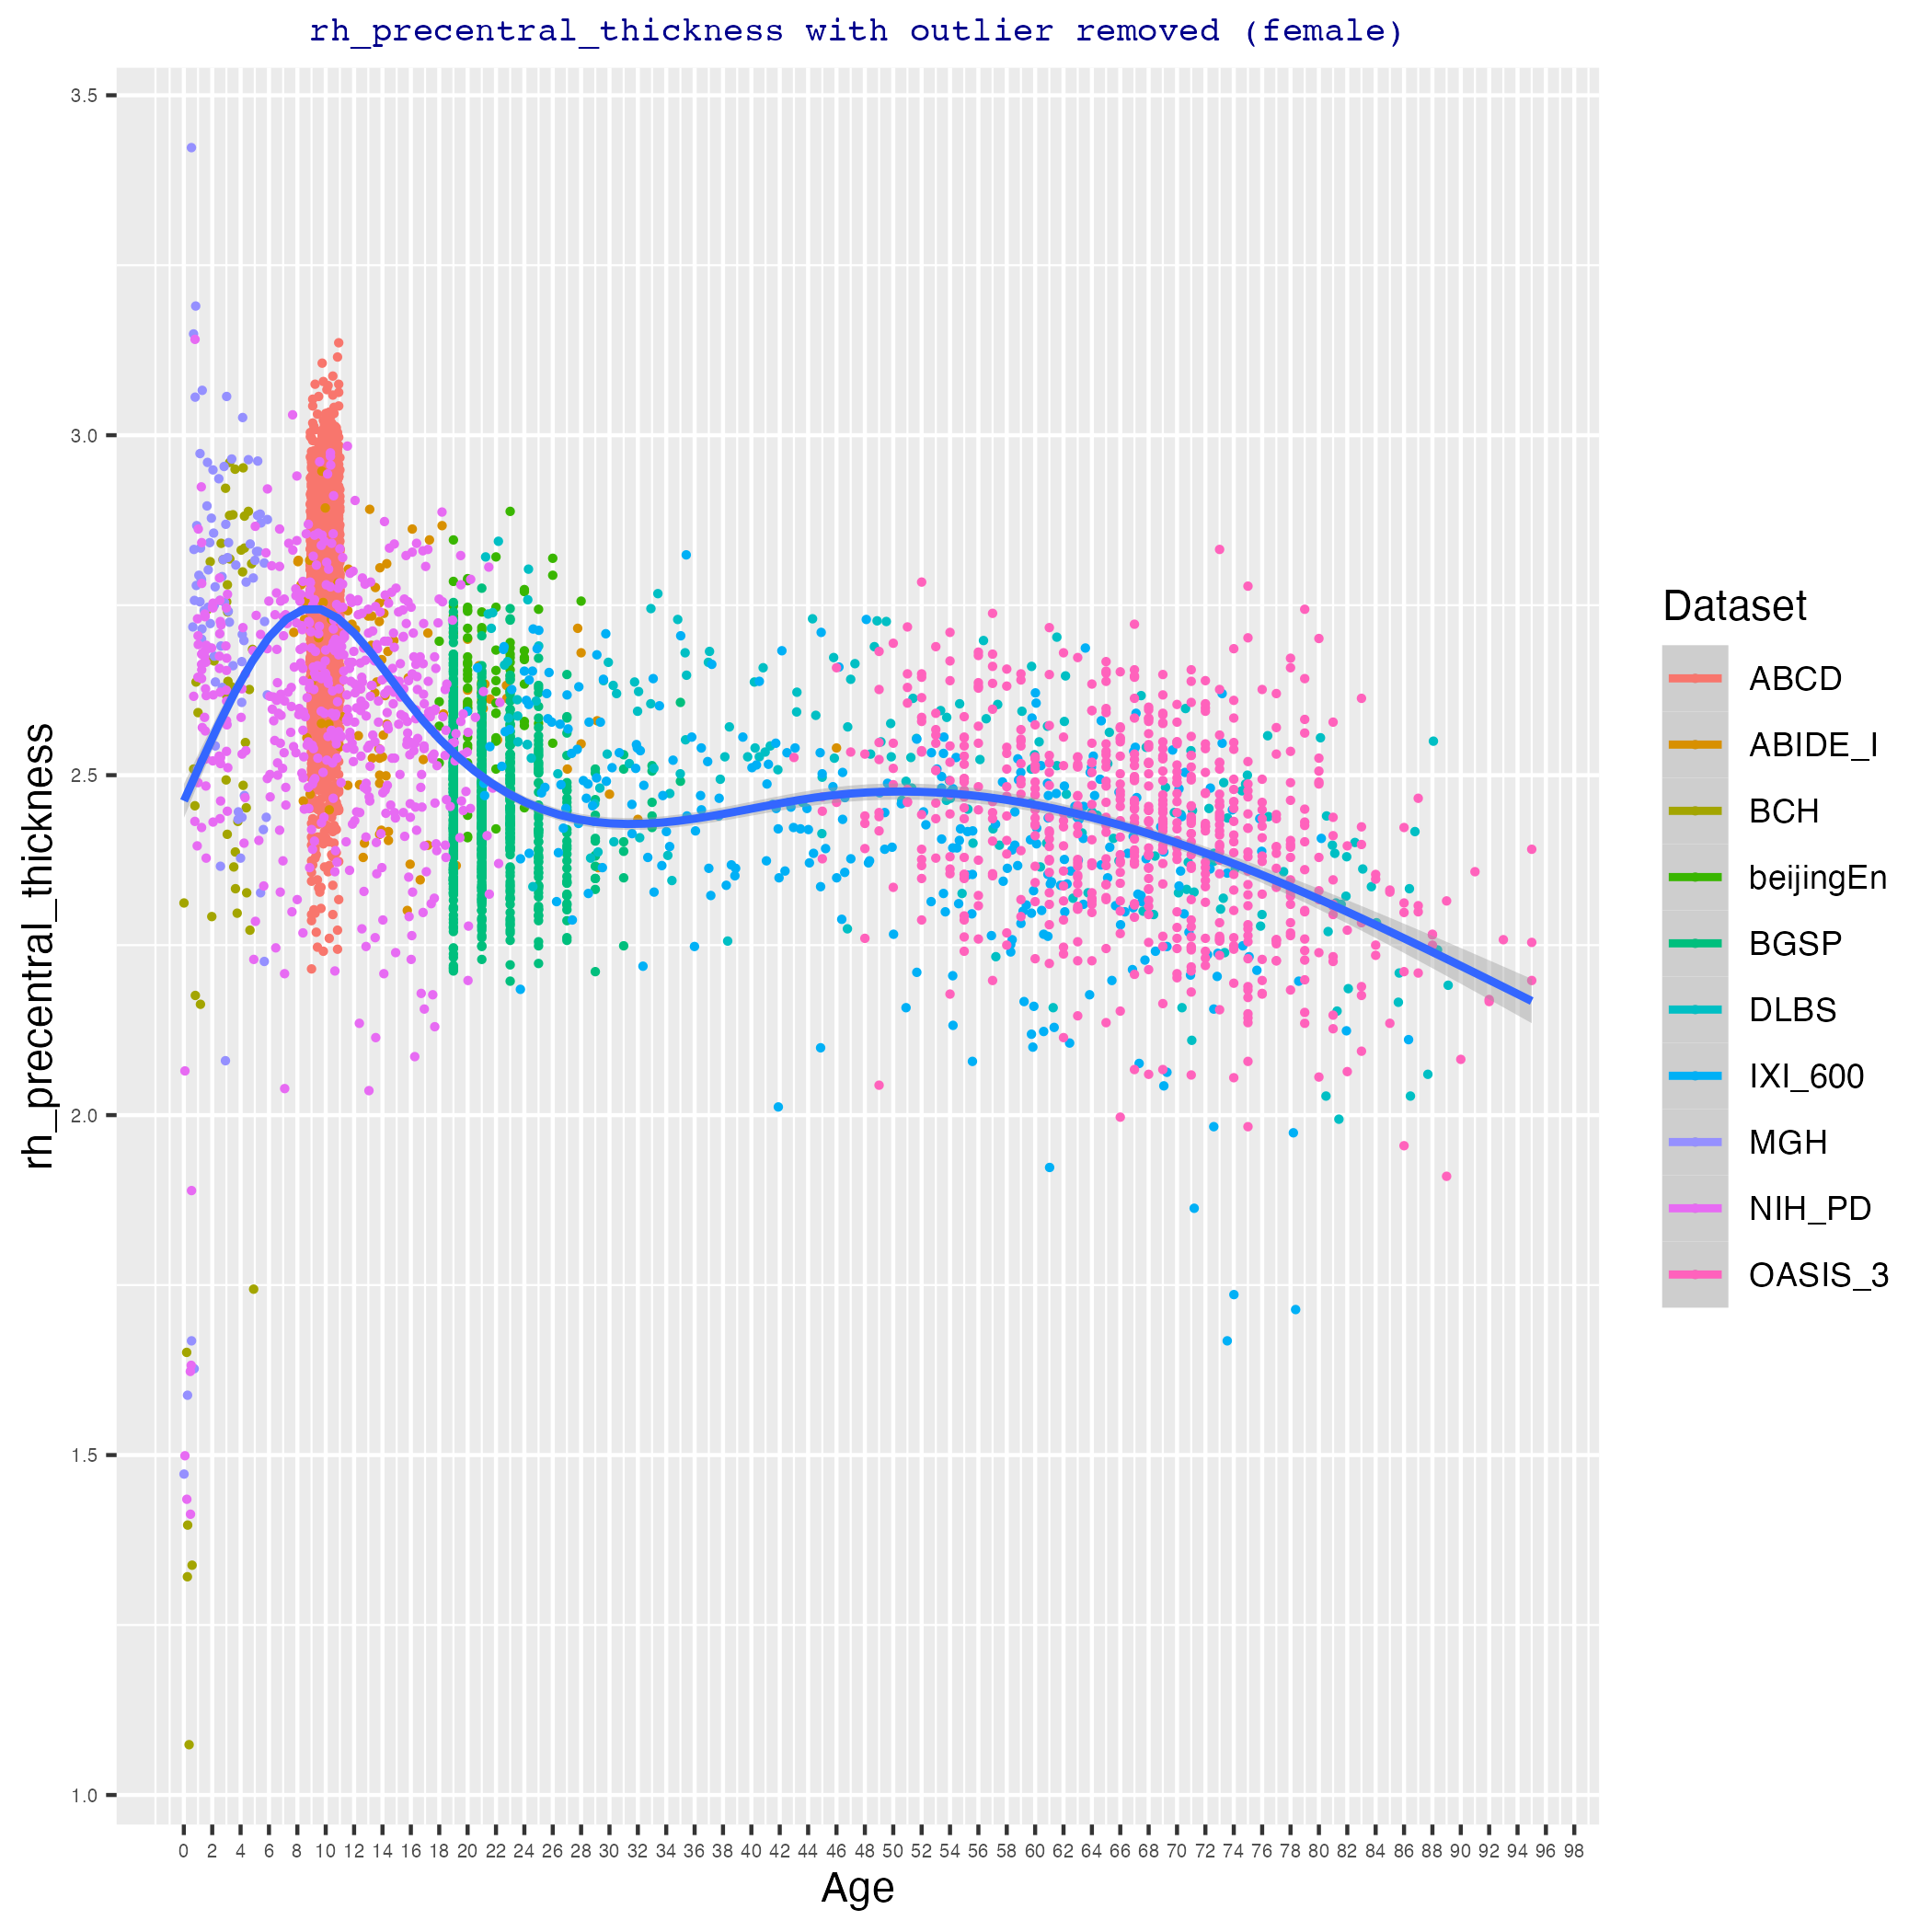 rh_precentral_thickness with outlier removed (female)
rh_precentral_thickness
3.5
3.0
2.5
2.0
1.5
1.0
0 2 4 6 8 10 12 14 16 18 20 22 24 26 28 30 32 34 36 38 40 42 44 46 48 50 52 54 56 58 60 62 64 66 68 70 72 74 76 78 80 82 84 86 88 90 92 94 96 98
Age
Dataset
ABCD
ABIDE_I
BCH
beijingEn
BGSP
DLBS
IXI_600
MGH
NIH_PD
OASIS_3